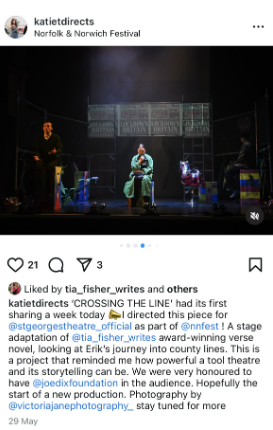 katietdirects
Norfolk & Norwich Festival
21
3
Liked by tia_fisher_writes and others
katietdirects 'CROSSING THE LINE' had its first
sharing a week today 📣I directed this piece for
@stgeorgestheatre_official as part of @nnfest ! A stage
adaptation of @tia_fisher_writes award-winning verse
novel, looking at Erik's journey into county lines. This is
a project that reminded me how powerful a tool theatre
and its storytelling can be. We were very honoured to
have @joedixfoundation in the audience. Hopefully the
start of a new production. Photography by
@victoriajanephotography_ stay tuned for more
29 May